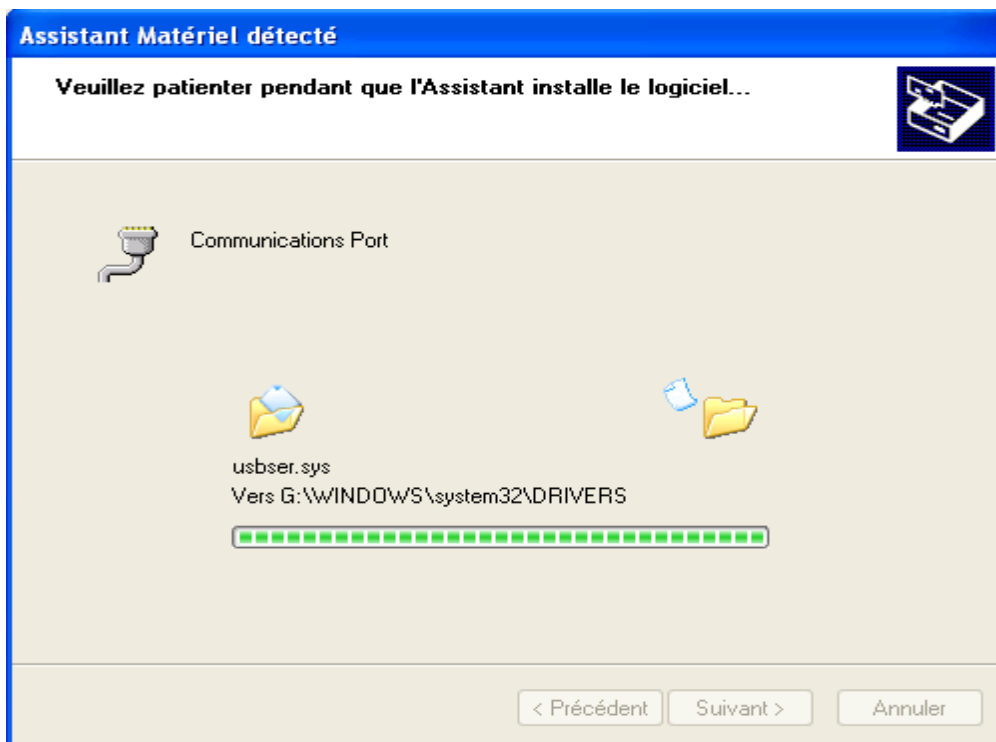 Assistant Matériel détecté
Veuillez patienter pendant que l'Assistant installe le logiciel...
Communications Port
usbser.sys
Vers G:\WINDOWS\system32\DRIVERS
< Précédent
Suivant >
Annuler